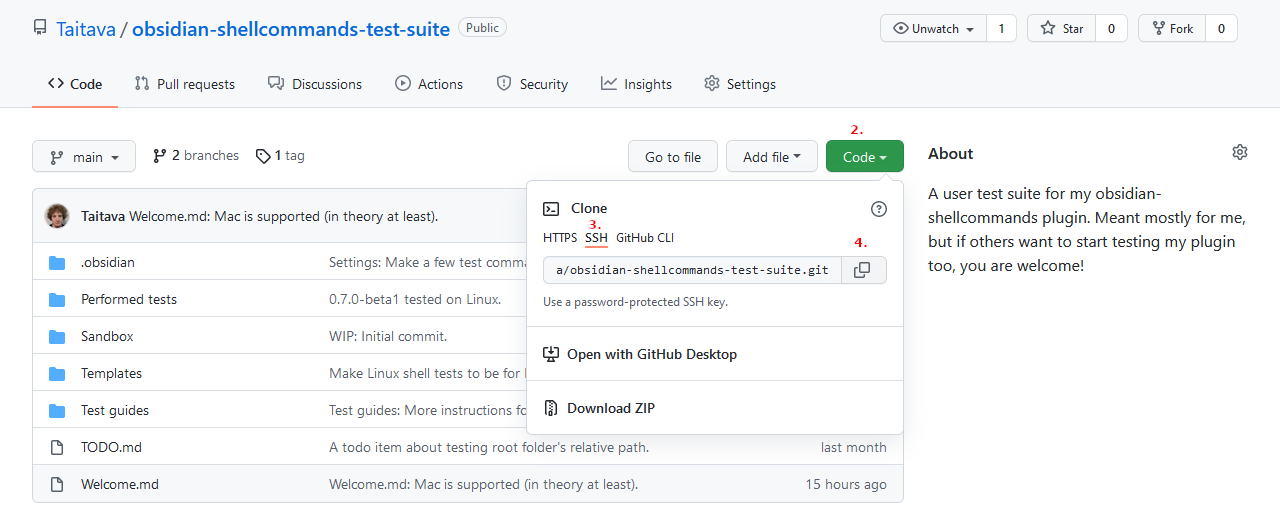 Taitava / obsidian-shellcommands-test-suite Public Unwatch 1 Star 0 Fork 0
Code Pull requests Discussions Actions Security Insights Settings
2.
main 2 branches 1 tag Go to file Add file Code
About
A user test suite for my obsidian-
shellcommands plugin. Meant mostly for me,
but if others want to start testing my plugin
too, you are welcome!
Taitava Welcome.md: Mac is supported (in theory at least).
.obsidian Settings: Make a few test comma
Performed tests 0.7.0-beta1 tested on Linux.
Sandbox WIP: Initial commit.
Templates Make Linux shell tests to be for
Test guides Test guides: More instructions fo
TODO.md A todo item about testing root folder's relative path. last month
Welcome.md Welcome.md: Mac is supported (in theory at least). 15 hours ago
Clone
3.
HTTPS SSH GitHub CLI
4.
a/obsidian-shellcommands-test-suite.git
Use a password-protected SSH key.
Open with GitHub Desktop
Download ZIP